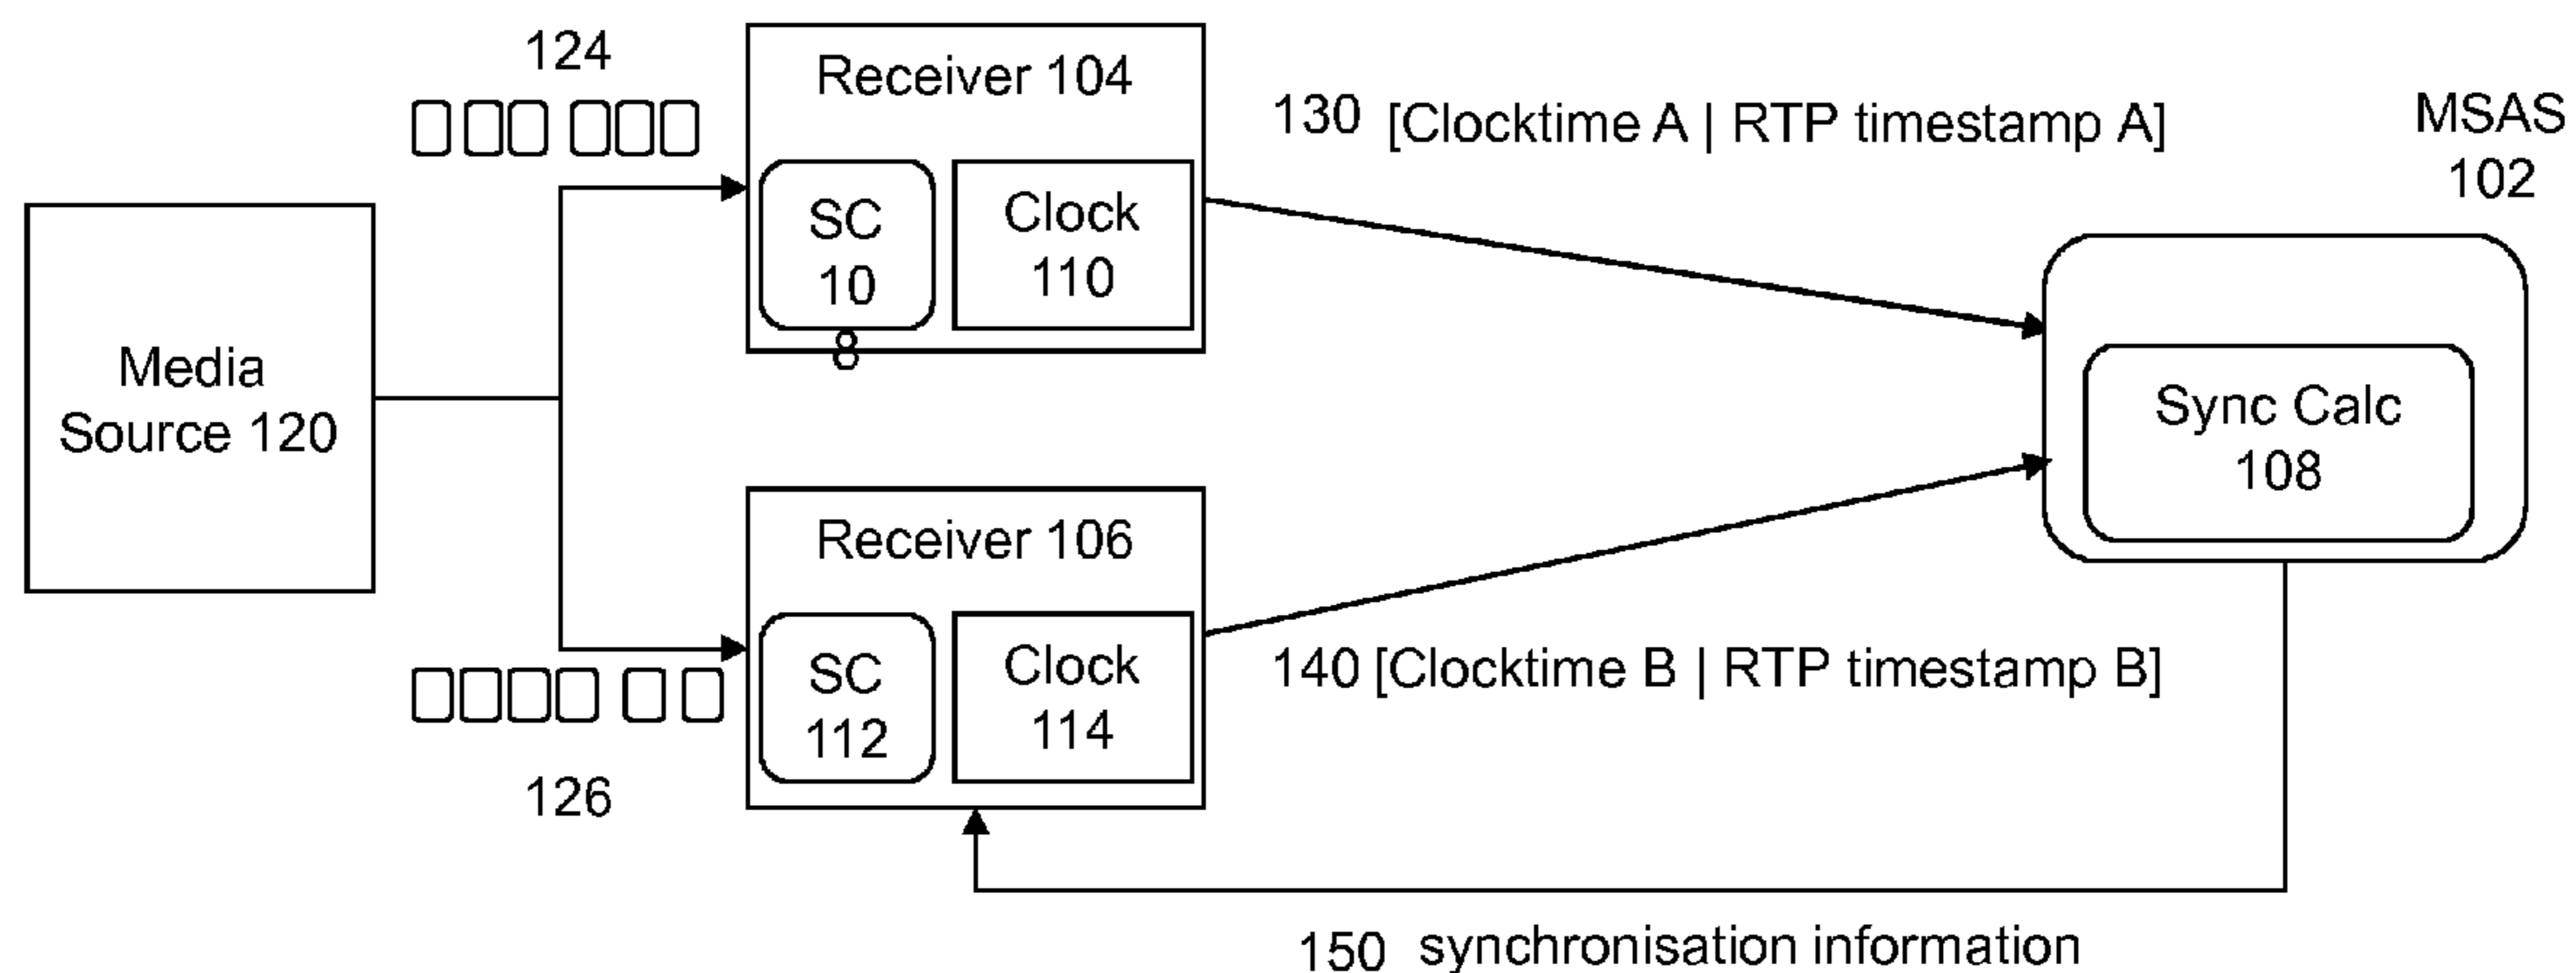 124
Receiver 104
SC
10
8
Clock
110
130 [Clocktime A | RTP timestamp A]
MSAS
102
Media
Source 120
Sync Calc
108
Receiver 106
SC
112
Clock
114
140 [Clocktime B | RTP timestamp B]
126
150 synchronisation information